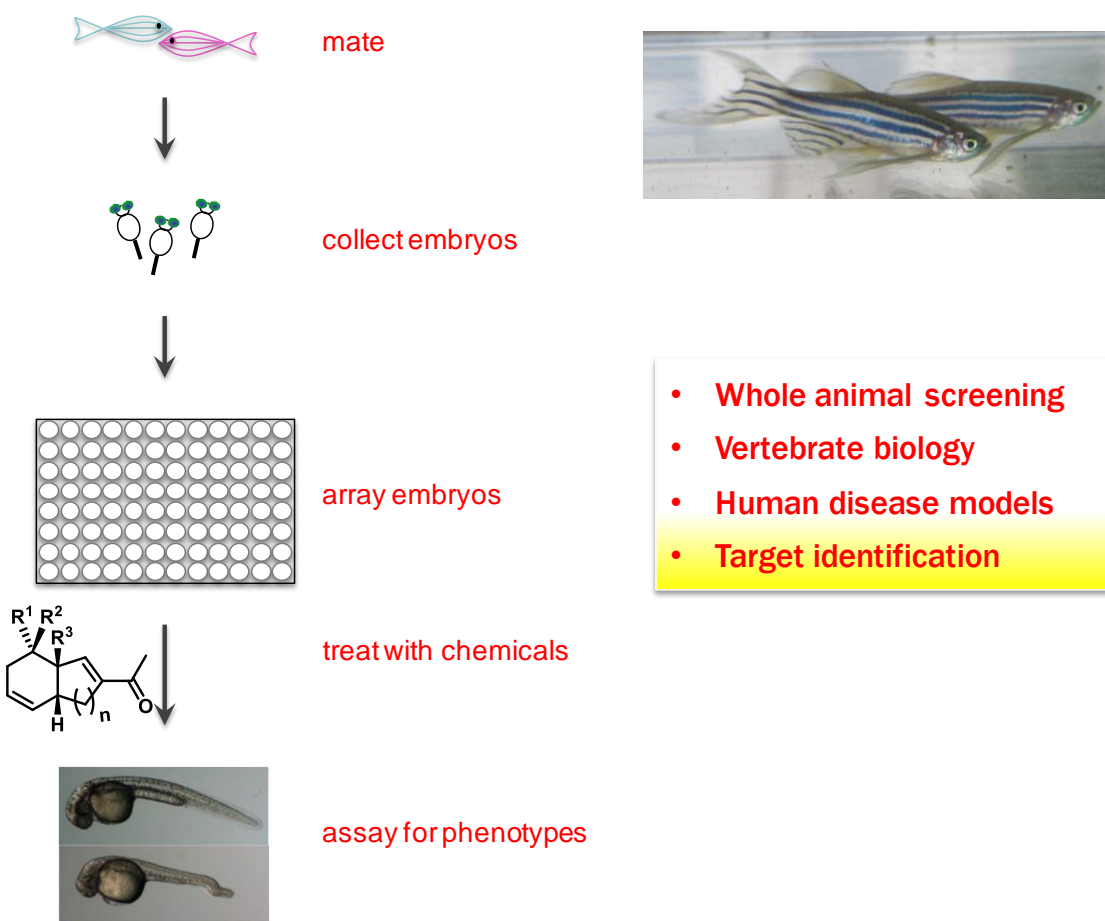 mate
collect embryos
array embryos
R1 R2
R3
treat with chemicals
O
( ) n
H
assay for phenotypes
• Whole animal screening
• Vertebrate biology
• Human disease models
• Target identification